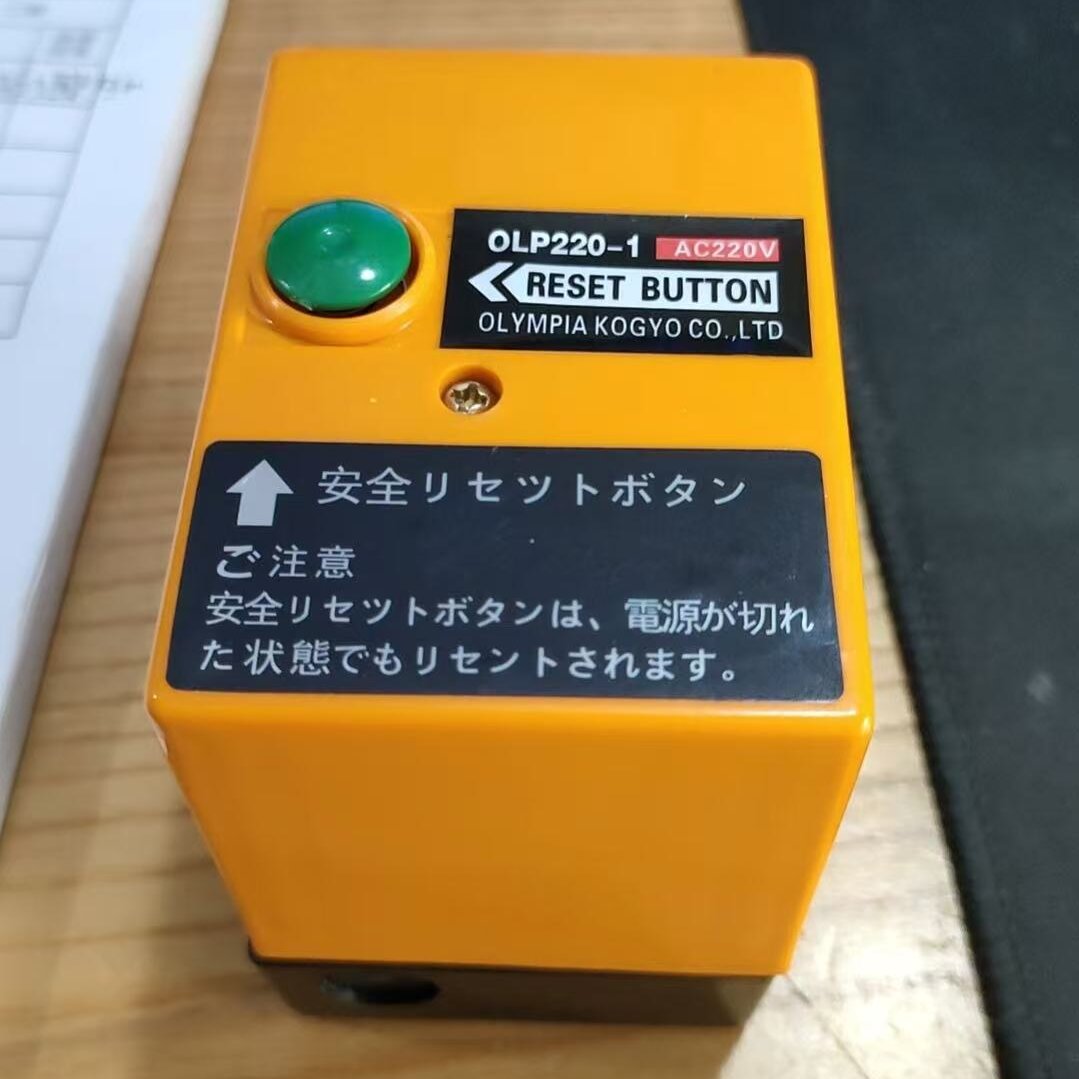 OLP220-1 AC220V
RESET BUTTON
OLYMPIA KOGYO CO.,LTD
安全リセツトボタン
ご注意
安全リセツトボタンは、電源が切れ
た状態でもリセントされます。